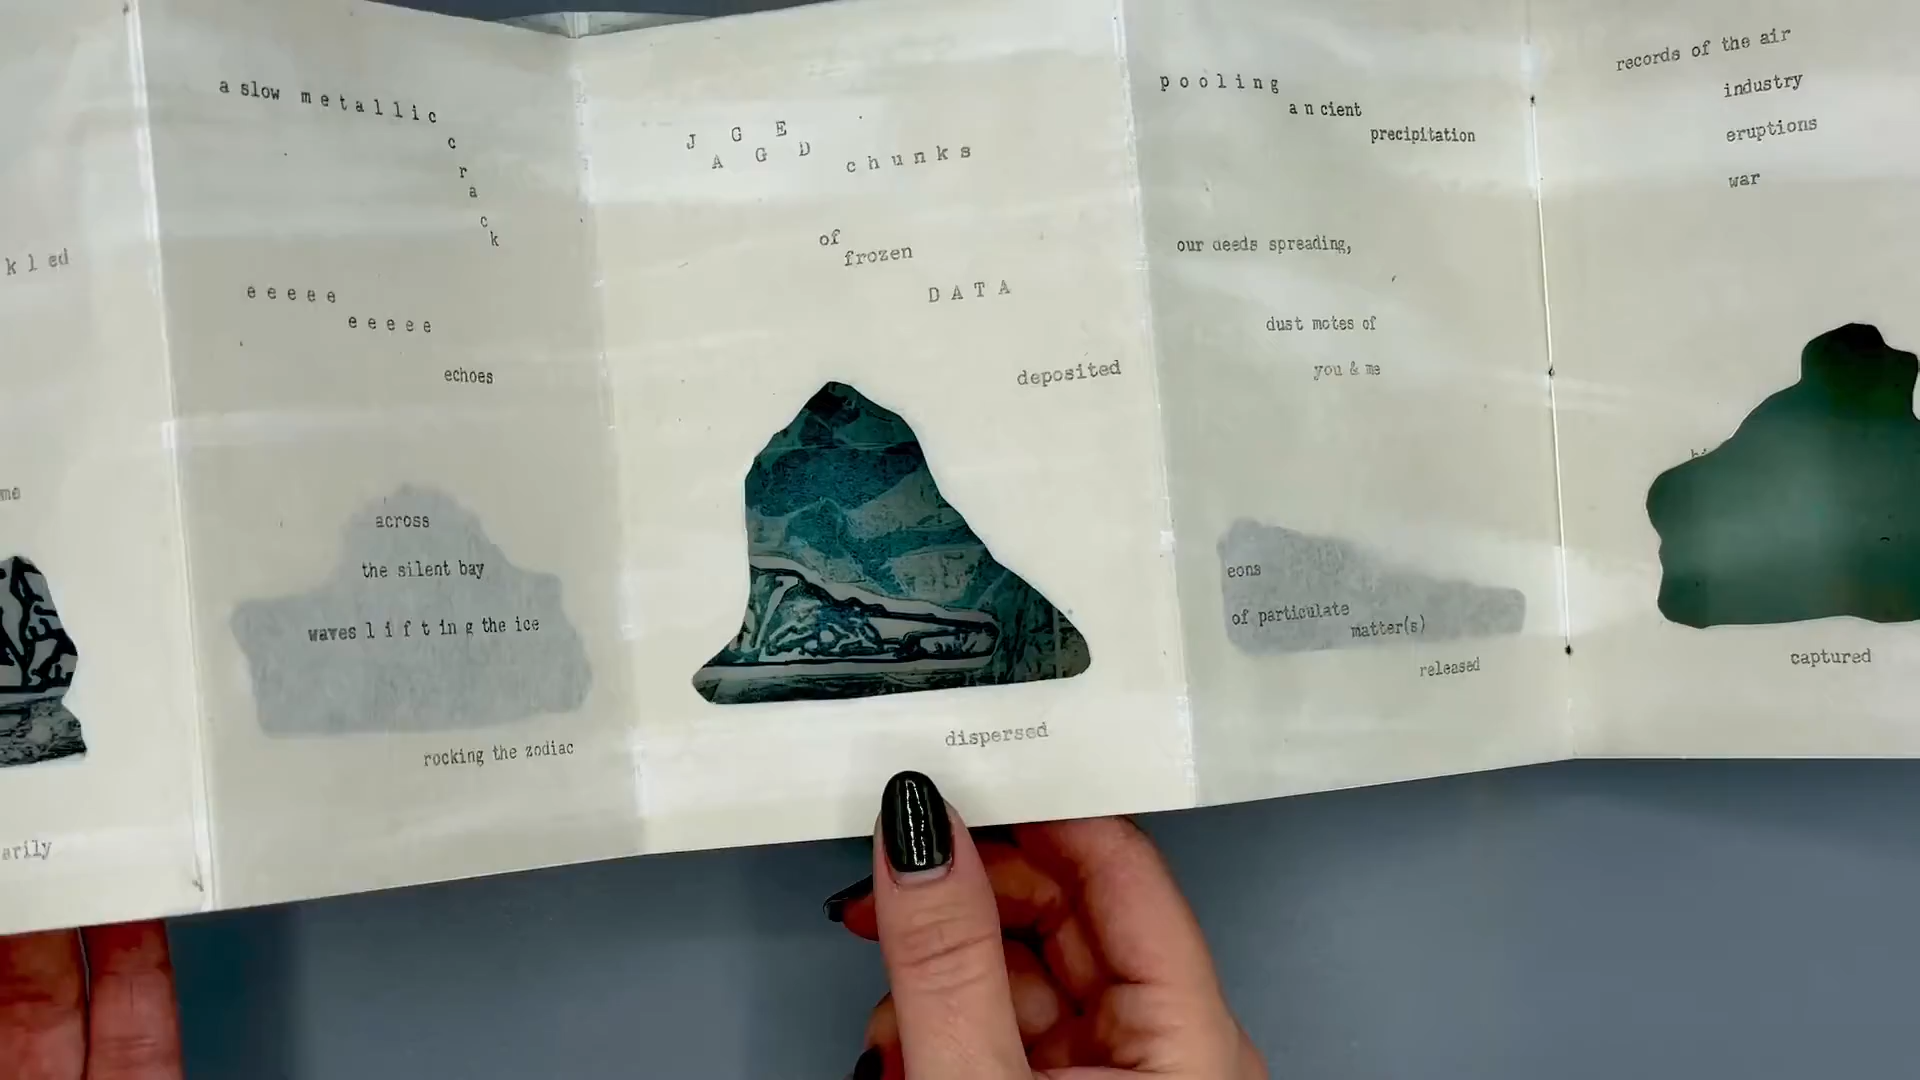 k l ed
me
arily
a slow m e t a l l i c
c
r
a
c
k
e e e e e
e e e e e
echoes
across
the silent bay
waves l i f t in g the ice
rocking the zodiac
J A G G E D chunks
of
frozen
D A T A
deposited
dispersed
p o o l i n g
a n cient
precipitation
our deeds spreading,
dust motes of
you & me
eons
of particulate
matter(s)
released
records of the air
industry
eruptions
war
captured